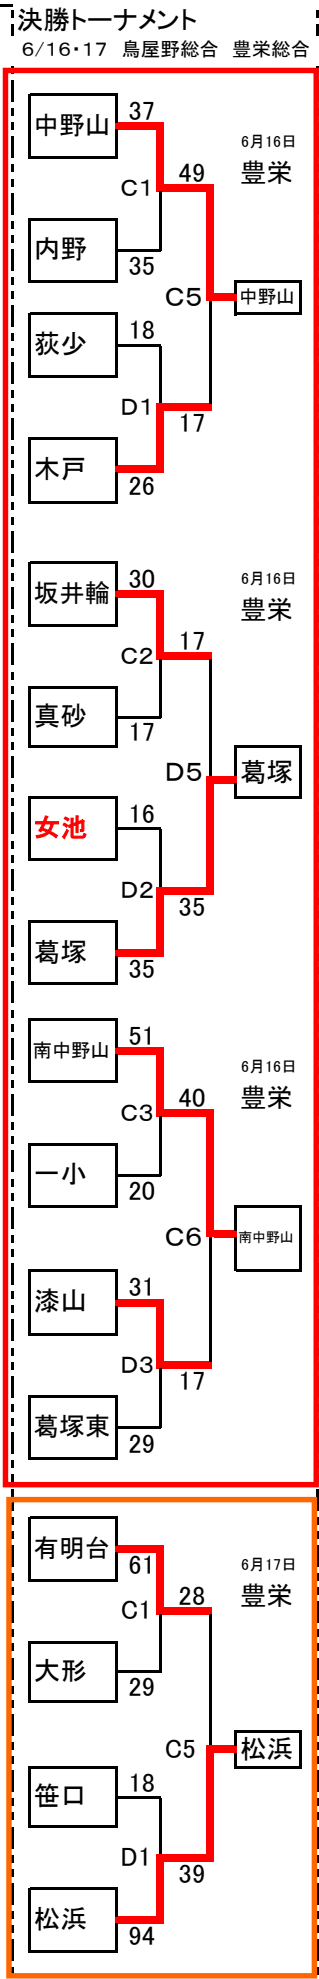 決勝トーナメント
6/16・17 鳥屋野総合 豊栄総合
中野山 37
6月16日
豊栄
49
C1
内野 35
C5 中野山
荻少 18
D1
17
木戸 26
坂井輪 30
6月16日
豊栄
17
C2
真砂 17
D5 葛塚
女池 16
D2
35
葛塚 35
南中野山 51
6月16日
豊栄
40
C3
一小 20
C6 南中野山
漆山 31
D3
17
葛塚東 29
有明台 61
6月17日
豊栄
28
C1
大形 29
C5 松浜
笹口 18
D1
39
松浜 94